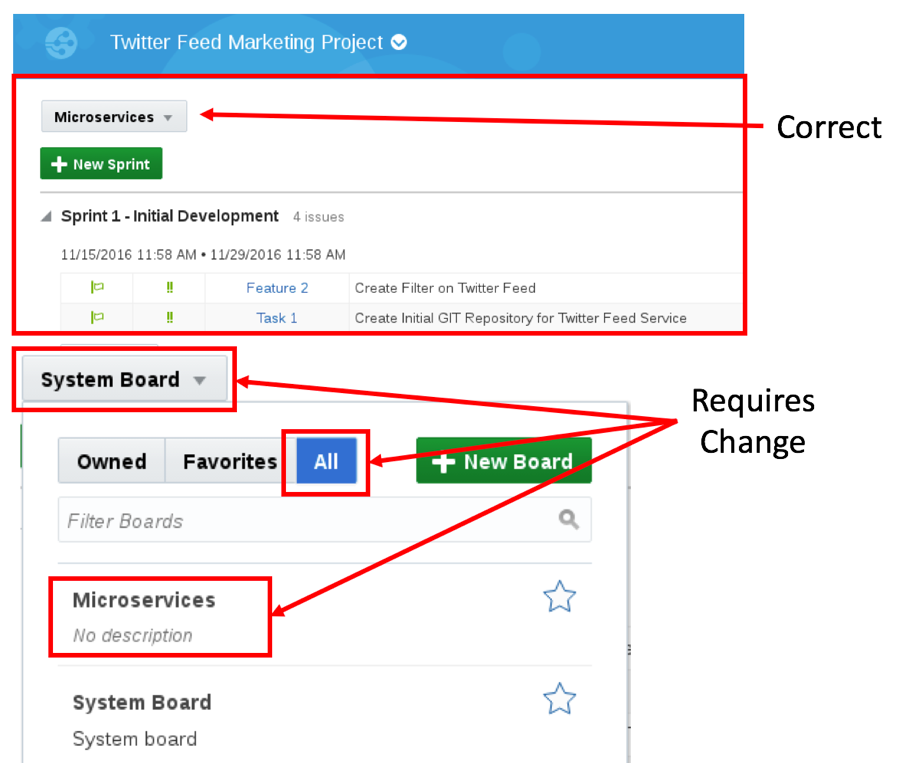 Twitter Feed Marketing Project
Microservices
Correct
New Sprint
Sprint 1 - Initial Development 4 issues
11/15/2016 11:58 AM • 11/29/2016 11:58 AM
!! Feature 2 Create Filter on Twitter Feed
!! Task 1 Create Initial GIT Repository for Twitter Feed Service
System Board
Requires
Change
Owned Favorites All + New Board
Filter Boards
Microservices
No description
System Board
System board